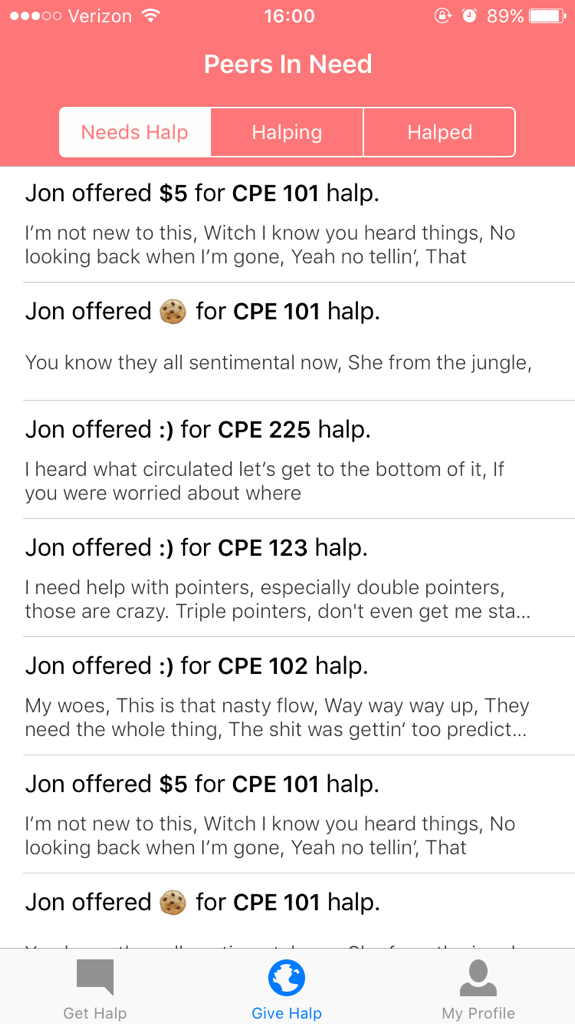 Verizon 16:00 89%
Peers In Need
Needs Halp Halping Halped
Jon offered $5 for CPE 101 halp.
I’m not new to this, Witch I know you heard things, No
looking back when I’m gone, Yeah no tellin‘, That
Jon offered 🍪 for CPE 101 halp.
You know they all sentimental now, She from the jungle,
Jon offered :) for CPE 225 halp.
I heard what circulated let’s get to the bottom of it, If
you were worried about where
Jon offered :) for CPE 123 halp.
I need help with pointers, especially double pointers,
those are crazy. Triple pointers, don't even get me sta...
Jon offered :) for CPE 102 halp.
My woes, This is that nasty flow, Way way way up, They
need the whole thing, The shit was gettin‘ too predict...
Jon offered $5 for CPE 101 halp.
I’m not new to this, Witch I know you heard things, No
looking back when I’m gone, Yeah no tellin‘, That
Jon offered 🍪 for CPE 101 halp.
Get Halp Give Halp My Profile